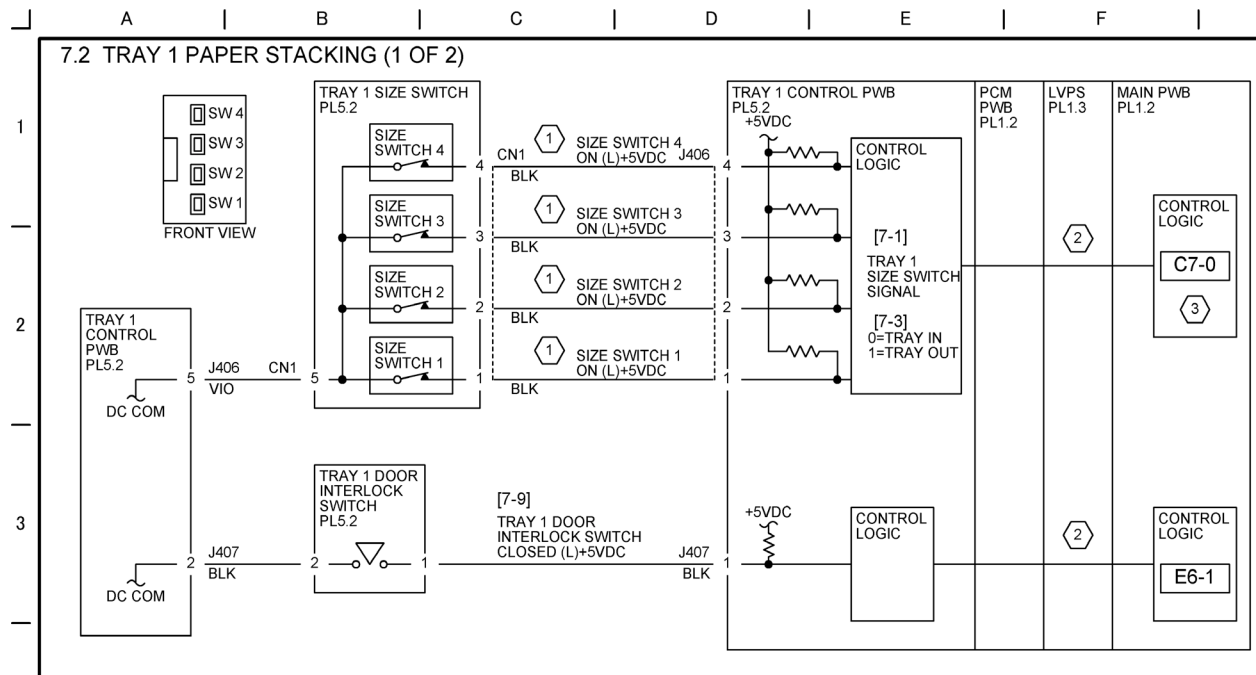 A B C D E F
7.2 TRAY 1 PAPER STACKING (1 OF 2)
1
SW 4
SW 3
SW 2
SW 1
FRONT VIEW
TRAY 1 SIZE SWITCH
PL5.2
SIZE
SWITCH 4
4
CN1
BLK
1
SIZE SWITCH 4
ON (L)+5VDC
J406
4
SIZE
SWITCH 3
3
BLK
1
SIZE SWITCH 3
ON (L)+5VDC
3
SIZE
SWITCH 2
2
BLK
1
SIZE SWITCH 2
ON (L)+5VDC
2
SIZE
SWITCH 1
1
BLK
1
SIZE SWITCH 1
ON (L)+5VDC
1
TRAY 1 CONTROL PWB
PL5.2
+5VDC
CONTROL
LOGIC
[7-1]
TRAY 1
SIZE SWITCH
SIGNAL
[7-3]
0=TRAY IN
1=TRAY OUT
PCM
PWB
PL1.2
LVPS
PL1.3
MAIN PWB
PL1.2
2
CONTROL
LOGIC
C7-0
3
2
TRAY 1
CONTROL
PWB
PL5.2
5
J406
VIO
CN1
5
DC COM
3
TRAY 1 DOOR
INTERLOCK
SWITCH
PL5.2
2
J407
BLK
2
1
DC COM
[7-9]
TRAY 1 DOOR
INTERLOCK SWITCH
CLOSED (L)+5VDC
J407
BLK
1
+5VDC
CONTROL
LOGIC
2
CONTROL
LOGIC
E6-1